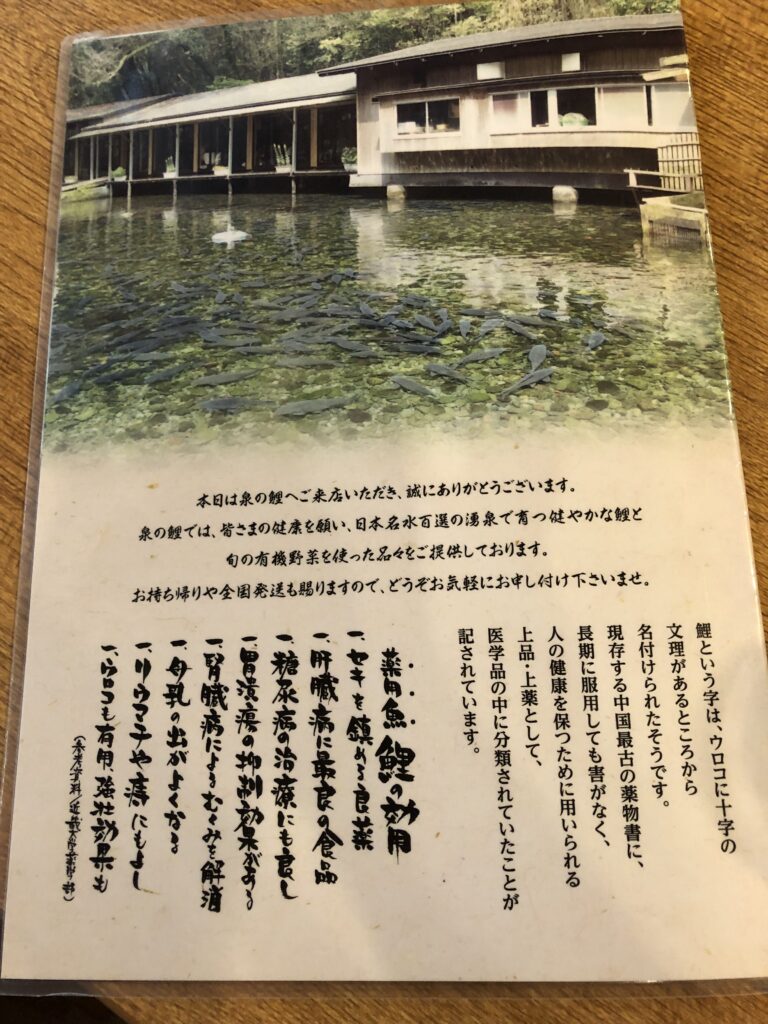 本日は泉の鯉へご来店いただき、誠にありがとうございます。
泉の鯉では、皆さまの健康を願い、日本名水百選の湧泉で育つ健やかな鯉と
旬の有機野菜を使った品々をご提供しております。
お持ち帰りや全国発送も賜りますので、どうぞお気軽にお申し付け下さいませ。
鯉という字は、ウロコに十字の
文理があるところから
名付けられたそうです。
現存する中国最古の薬物書に、
長期に服用しても害がなく、
人の健康を保つために用いられる
上品・上薬として、
医学品の中に分類されていたことが
記されています。
薬用魚 鯉の効用
一、セキを鎮める良薬
一、肝臓病に最良の食品
一、糖尿病の治療にも良し
一、胃潰瘍の抑制効果がある
一、腎臓病によるむくみを解消
一、母乳の出がよくなる
一、リウマチや痔にもよし
一、ウロコも有用、強壮効果も
（参考資料／近畿大学薬学部）